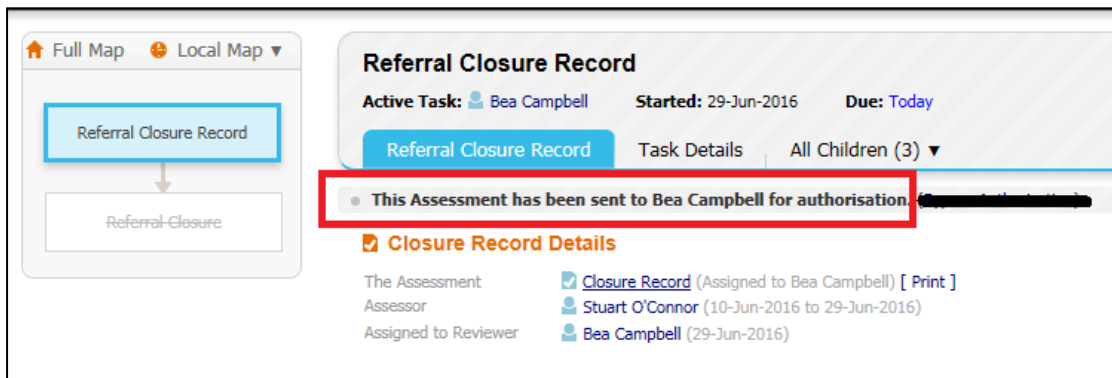 Full Map Local Map ▼
Referral Closure Record
Referral Closure
Referral Closure Record
Active Task: Bea Campbell Started: 29-Jun-2016 Due: Today
Referral Closure Record Task Details All Children (3) ▼
This Assessment has been sent to Bea Campbell for authorisation.
Closure Record Details
The Assessment Closure Record (Assigned to Bea Campbell) [ Print ]
Assessor Stuart O'Connor (10-Jun-2016 to 29-Jun-2016)
Assigned to Reviewer Bea Campbell (29-Jun-2016)